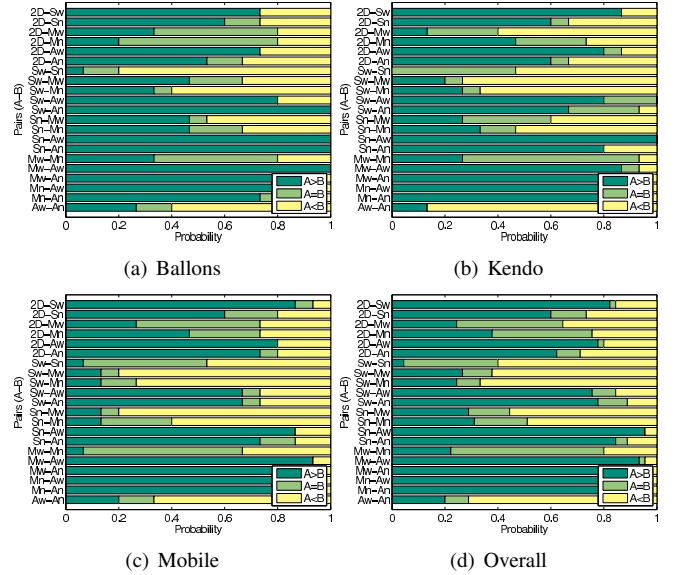 2D−Sw
2D−Sn
2D−Mw
2D−Mn
2D−Aw
2D−An
Sw−Sn
Sw−Mw
Sw−Mn
Sw−Aw
Sw−An
Sn−Mw
Sn−Mn
Sn−Aw
Sn−An
Mw−Mn
Mw−Aw
Mw−An
Mn−Aw
Mn−An
Aw−An
Pairs (A−B)
A>B
A=B
A<B
0 0.2 0.4 0.6 0.8 1
Probability
(a) Ballons
2D−Sw
2D−Sn
2D−Mw
2D−Mn
2D−Aw
2D−An
Sw−Sn
Sw−Mw
Sw−Mn
Sw−Aw
Sw−An
Sn−Mw
Sn−Mn
Sn−Aw
Sn−An
Mw−Mn
Mw−Aw
Mw−An
Mn−Aw
Mn−An
Aw−An
Pairs (A−B)
A>B
A=B
A<B
0 0.2 0.4 0.6 0.8 1
Probability
(b) Kendo
2D−Sw
2D−Sn
2D−Mw
2D−Mn
2D−Aw
2D−An
Sw−Sn
Sw−Mw
Sw−Mn
Sw−Aw
Sw−An
Sn−Mw
Sn−Mn
Sn−Aw
Sn−An
Mw−Mn
Mw−Aw
Mw−An
Mn−Aw
Mn−An
Aw−An
Pairs (A−B)
A>B
A=B
A<B
0 0.2 0.4 0.6 0.8 1
Probability
(c) Mobile
2D−Sw
2D−Sn
2D−Mw
2D−Mn
2D−Aw
2D−An
Sw−Sn
Sw−Mw
Sw−Mn
Sw−Aw
Sw−An
Sn−Mw
Sn−Mn
Sn−Aw
Sn−An
Mw−Mn
Mw−Aw
Mw−An
Mn−Aw
Mn−An
Aw−An
Pairs (A−B)
A>B
A=B
A<B
0 0.2 0.4 0.6 0.8 1
Probability
(d) Overall